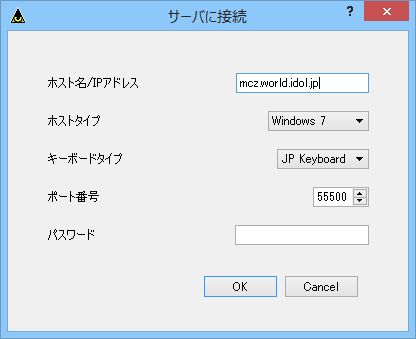 サーバに接続
ホスト名/IPアドレス
mcz.world.idol.jp
ホストタイプ
Windows 7
キーボードタイプ
JP Keyboard
ポート番号
55500
パスワード
OK
Cancel